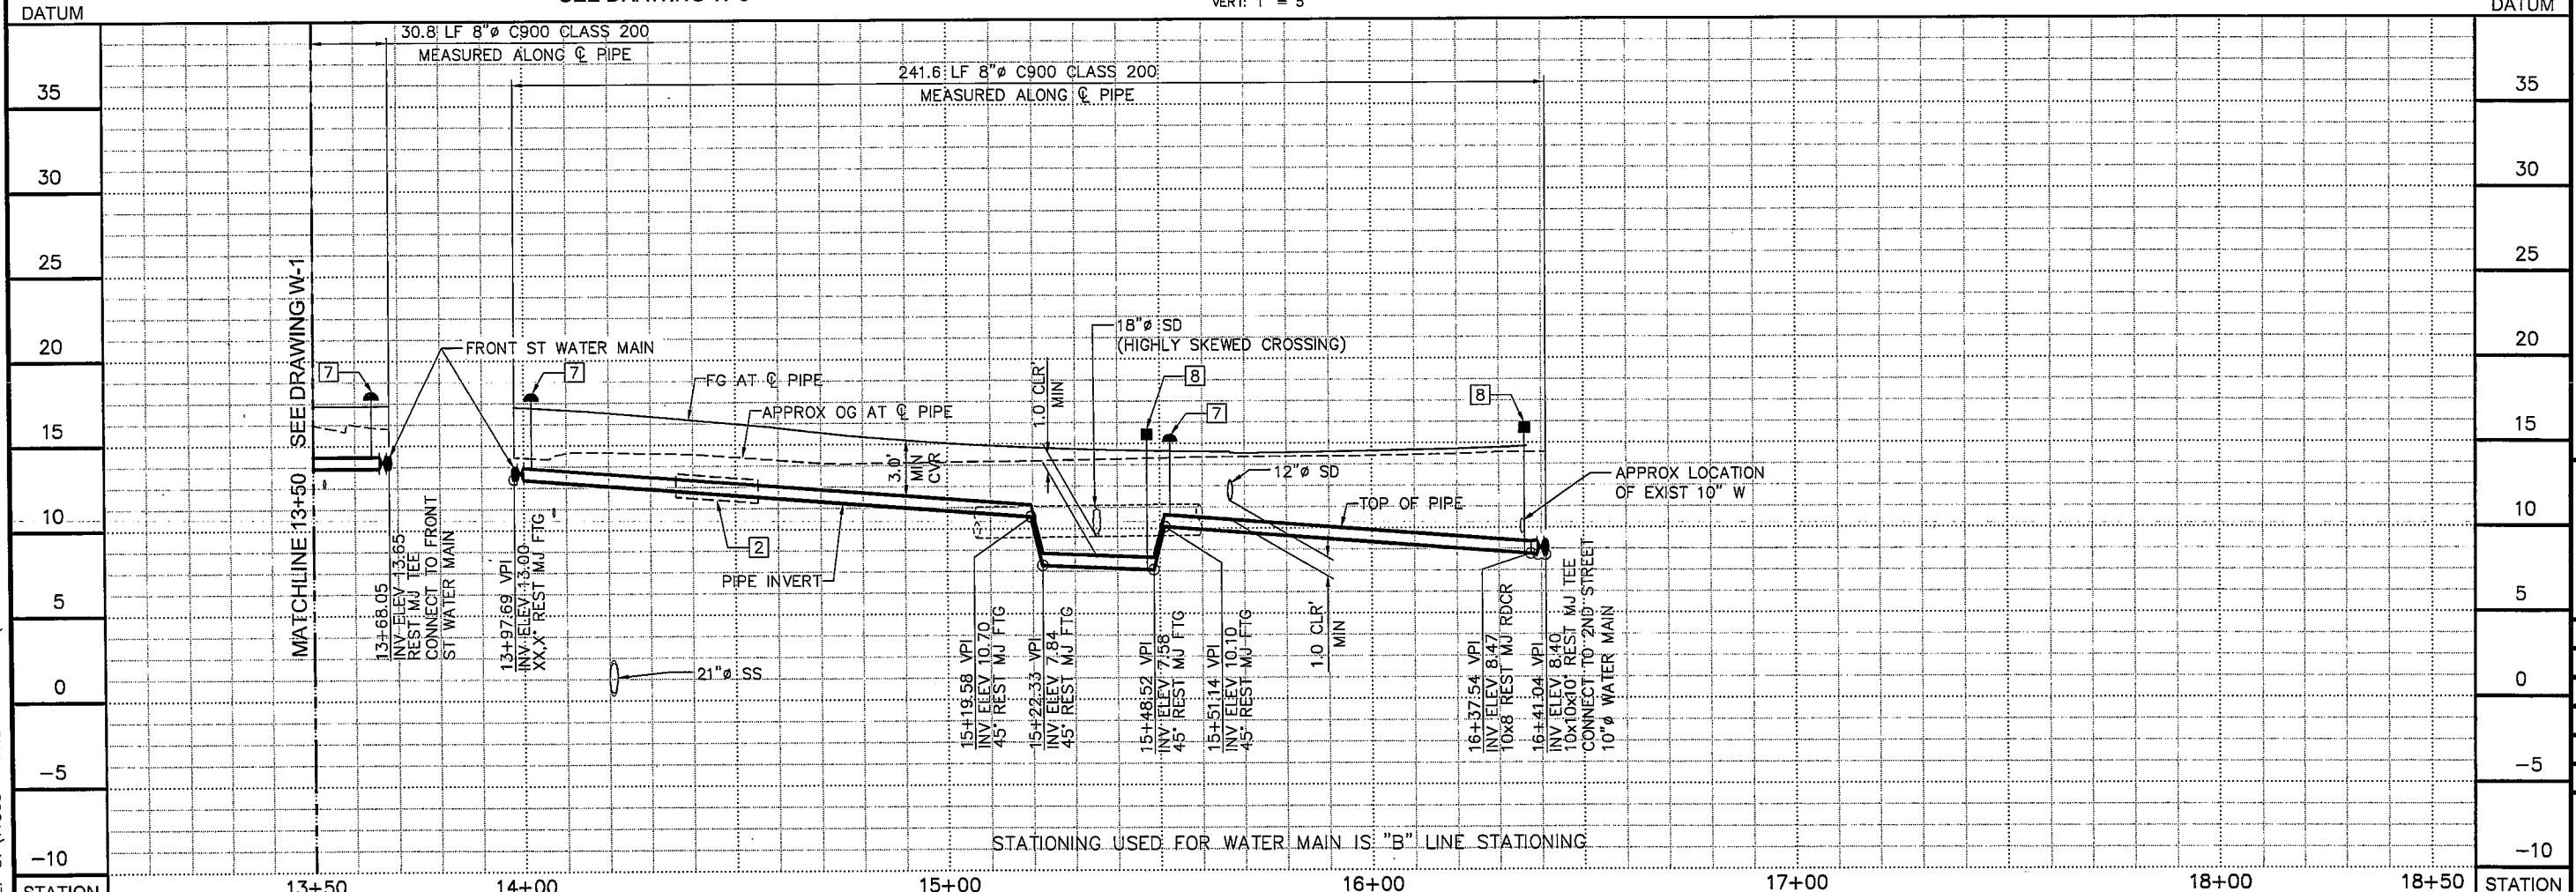 DATUM
DATUM
30.8 LF 8"ø C900 CLASS 200
MEASURED ALONG ℄ PIPE
241.6 LF 8"ø C900 CLASS 200
MEASURED ALONG ℄ PIPE
35
35
30
30
25
25
20
20
15
15
10
10
5
5
0
0
-5
-5
-10
-10
MATCHLINE 13+50 SEE DRAWING W-1
7
FRONT ST WATER MAIN
7
FG AT ℄ PIPE
APPROX OG AT ℄ PIPE
3.0'
MIN
CVR
1.0 CLR'
MIN
18"ø SD
(HIGHLY SKEWED CROSSING)
8
7
8
12"ø SD
TOP OF PIPE
APPROX LOCATION
OF EXIST 10" W
2
PIPE INVERT
21"ø SS
13+68.05
INV ELEV 13.65
REST MJ TEE
CONNECT TO FRONT
ST WATER MAIN
13+97.69 VPI
INV ELEV 13.00
XX.X° REST MJ FTG
15+19.58 VPI
INV ELEV 10.70
45° REST MJ FTG
15+22.33 VPI
INV ELEV 7.84
45° REST MJ FTG
15+48.52 VPI
INV ELEV 7.58
45° REST MJ FTG
15+51.14 VPI
INV ELEV 10.10
45° REST MJ FTG
1.0 CLR'
MIN
16+37.54 VPI
INV ELEV 8.47
10x8 REST MJ RDCR
16+41.04 VPI
INV ELEV 8.40
10x10x10" REST MJ TEE
CONNECT TO 2ND STREET
10"ø WATER MAIN
STATIONING USED FOR WATER MAIN IS "B" LINE STATIONING
STATION
13+50
14+00
15+00
16+00
17+00
18+00
18+50
STATION